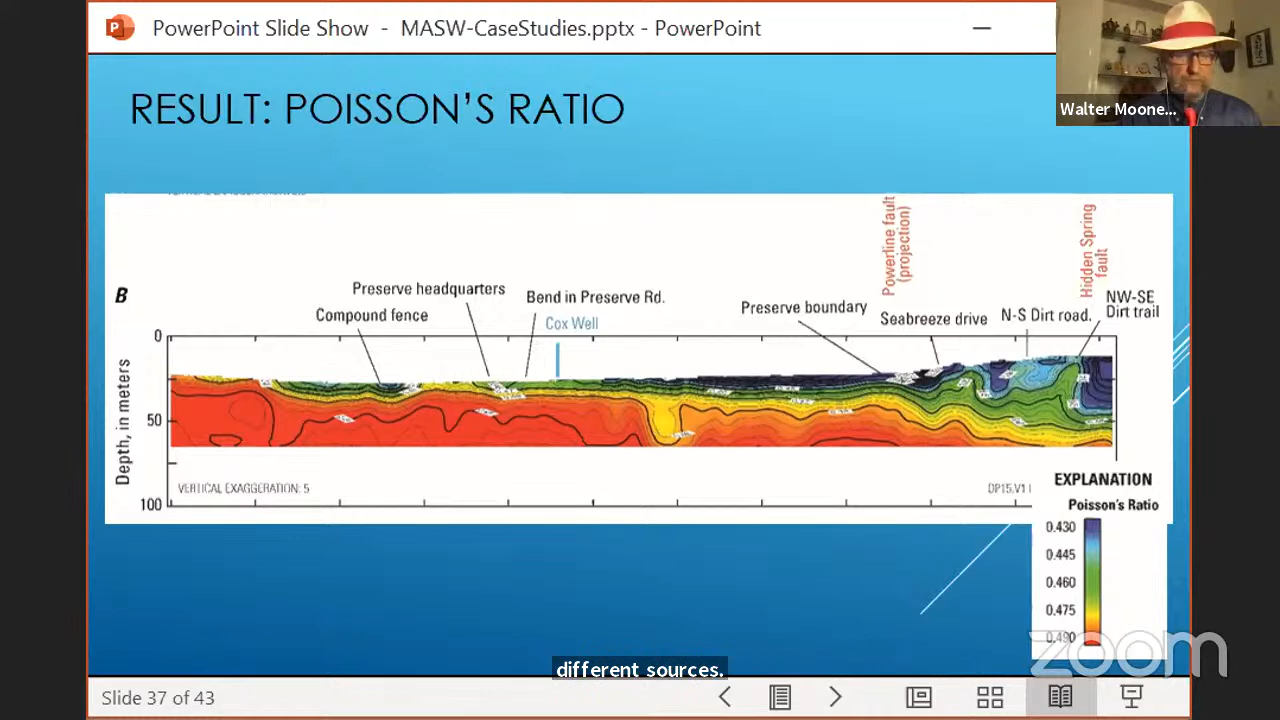 PowerPoint Slide Show - MASW-CaseStudies.pptx - PowerPoint
Walter Moone...
RESULT: POISSON'S RATIO
Powerline fault
(projection)
Hidden Spring
fault
B
Preserve headquarters
Bend in Preserve Rd.
NW-SE
Dirt trail
Compound fence
Cox Well
Preserve boundary
Seabreeze drive
N-S Dirt road.
0
50
100
Depth, in meters
VERTICAL EXAGGERATION: 5
DP15.V1
EXPLANATION
Poisson's Ratio
0.430
0.445
0.460
0.475
0.490
zoom
different sources.
Slide 37 of 43